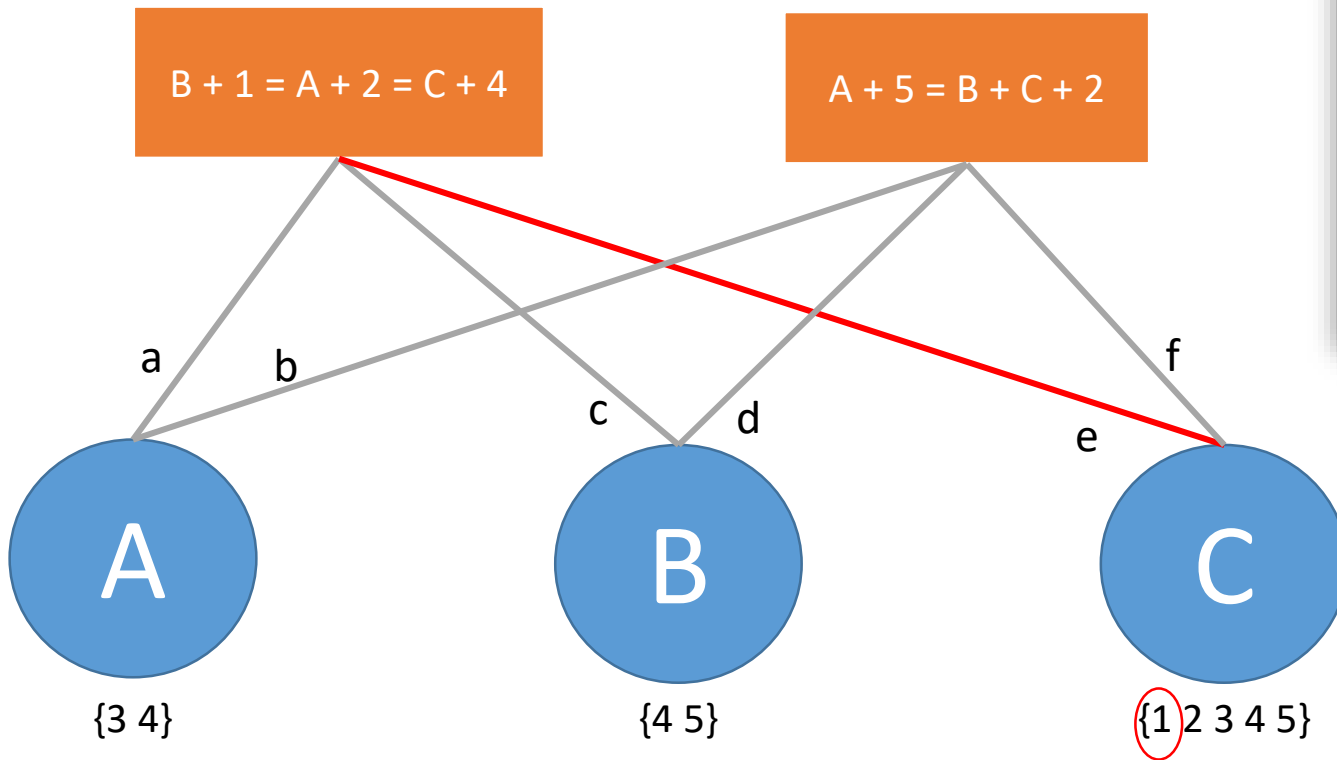 B + 1 = A + 2 = C + 4
A + 5 = B + C + 2
a
b
c
d
e
f
A
B
C
{3 4}
{4 5}
{1 2 3 4 5}